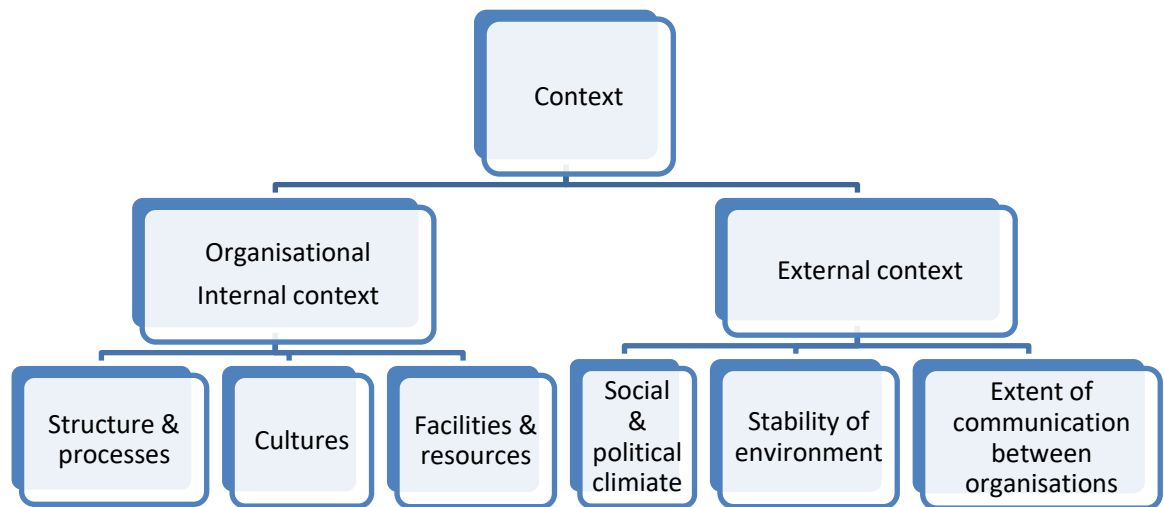 Context
Organisational
Internal context
External context
Structure &
processes
Cultures
Facilities &
resources
Social
&
political
climiate
Stability of
environment
Extent of
communication
between
organisations